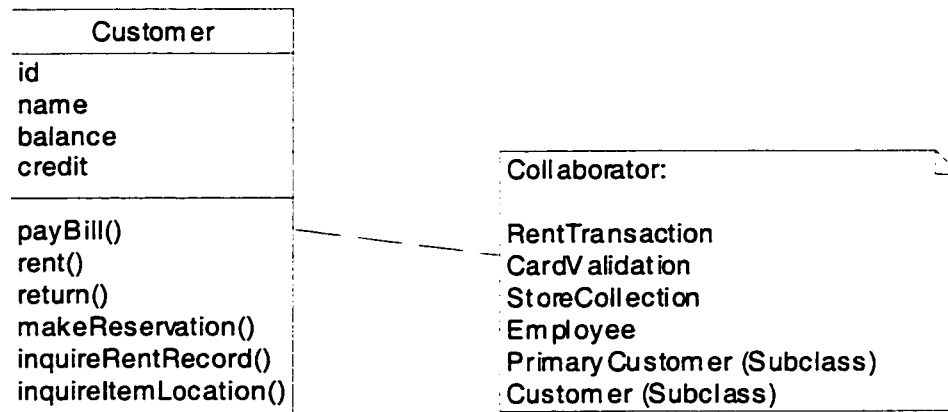 Customer
id
name
balance
credit
payBill()
rent()
return()
makeReservation()
inquireRentRecord()
inquireItemLocation()
Collaborator:
RentTransaction
CardValidation
StoreCollection
Employee
PrimaryCustomer (Subclass)
Customer (Subclass)